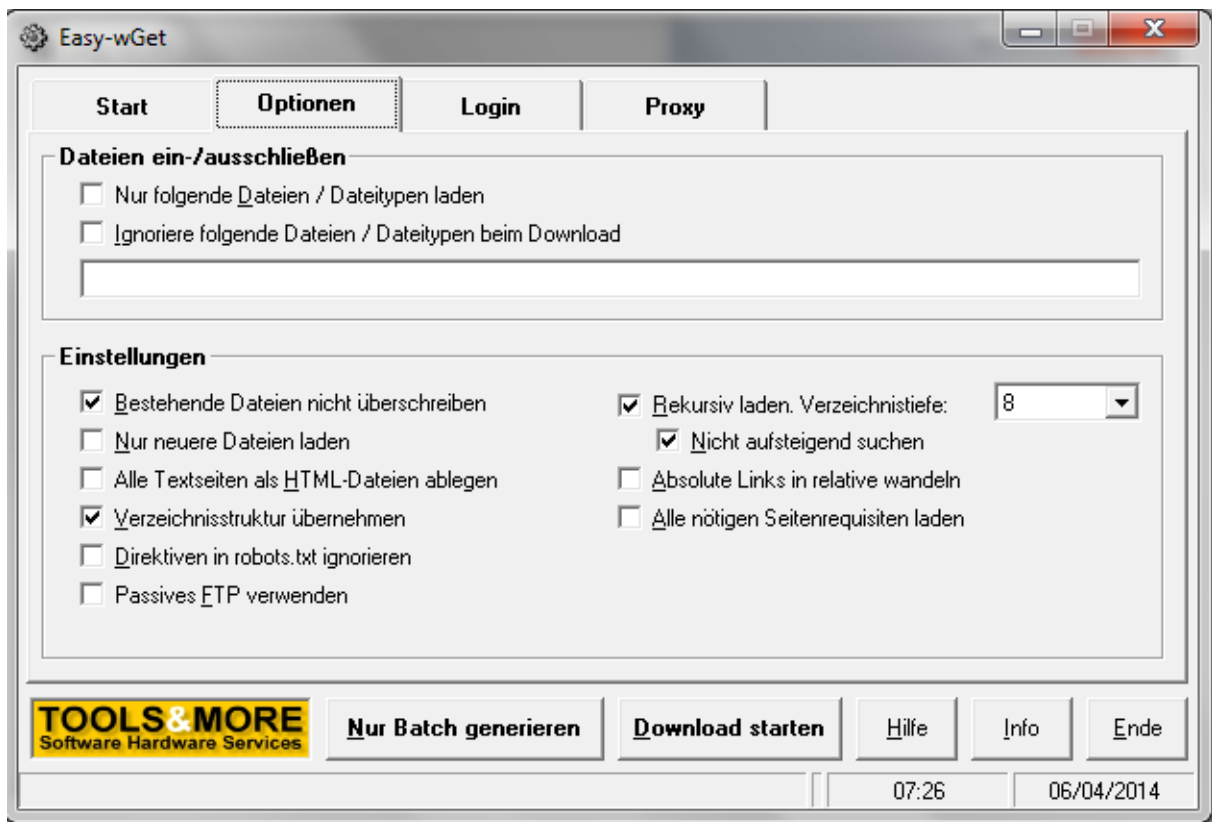 Easy-wGet
Start Optionen Login Proxy
Dateien ein-/ausschließen
Nur folgende Dateien / Dateitypen laden
Ignoriere folgende Dateien / Dateitypen beim Download
Einstellungen
Bestehende Dateien nicht überschreiben
Nur neuere Dateien laden
Alle Textseiten als HTML-Dateien ablegen
Verzeichnisstruktur übernehmen
Direktiven in robots.txt ignorieren
Passives FTP verwenden
Rekursiv laden. Verzeichnistiefe: 8
Nicht aufsteigend suchen
Absolute Links in relative wandeln
Alle nötigen Seitenrequisiten laden
TOOLS&MORE
Software Hardware Services
Nur Batch generieren Download starten Hilfe Info Ende
07:26 06/04/2014